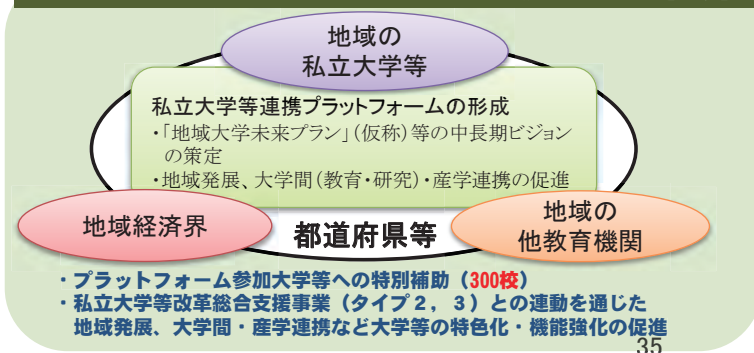 地域の
私立大学等
私立大学等連携プラットフォームの形成
・「地域大学未来プラン」(仮称)等の中長期ビジョン
の策定
・地域発展、大学間(教育・研究)・産学連携の促進
地域経済界
都道府県等
地域の
他教育機関
・プラットフォーム参加大学等への特別補助（300校）
・私立大学等改革総合支援事業（タイプ２，３）との連動を通じた
地域発展、大学間・産学連携など大学等の特色化・機能強化の促進
35